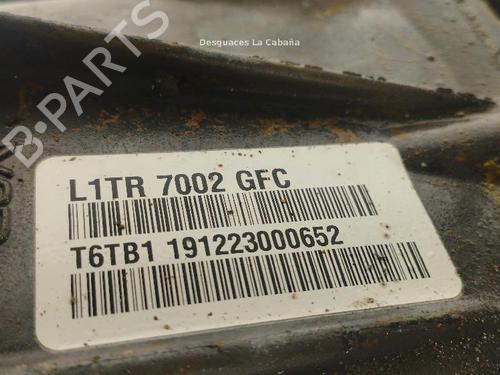 Desguaces La Cabaña
B-PARTS
L1TR 7002 GFC
T6TB1 191223000652